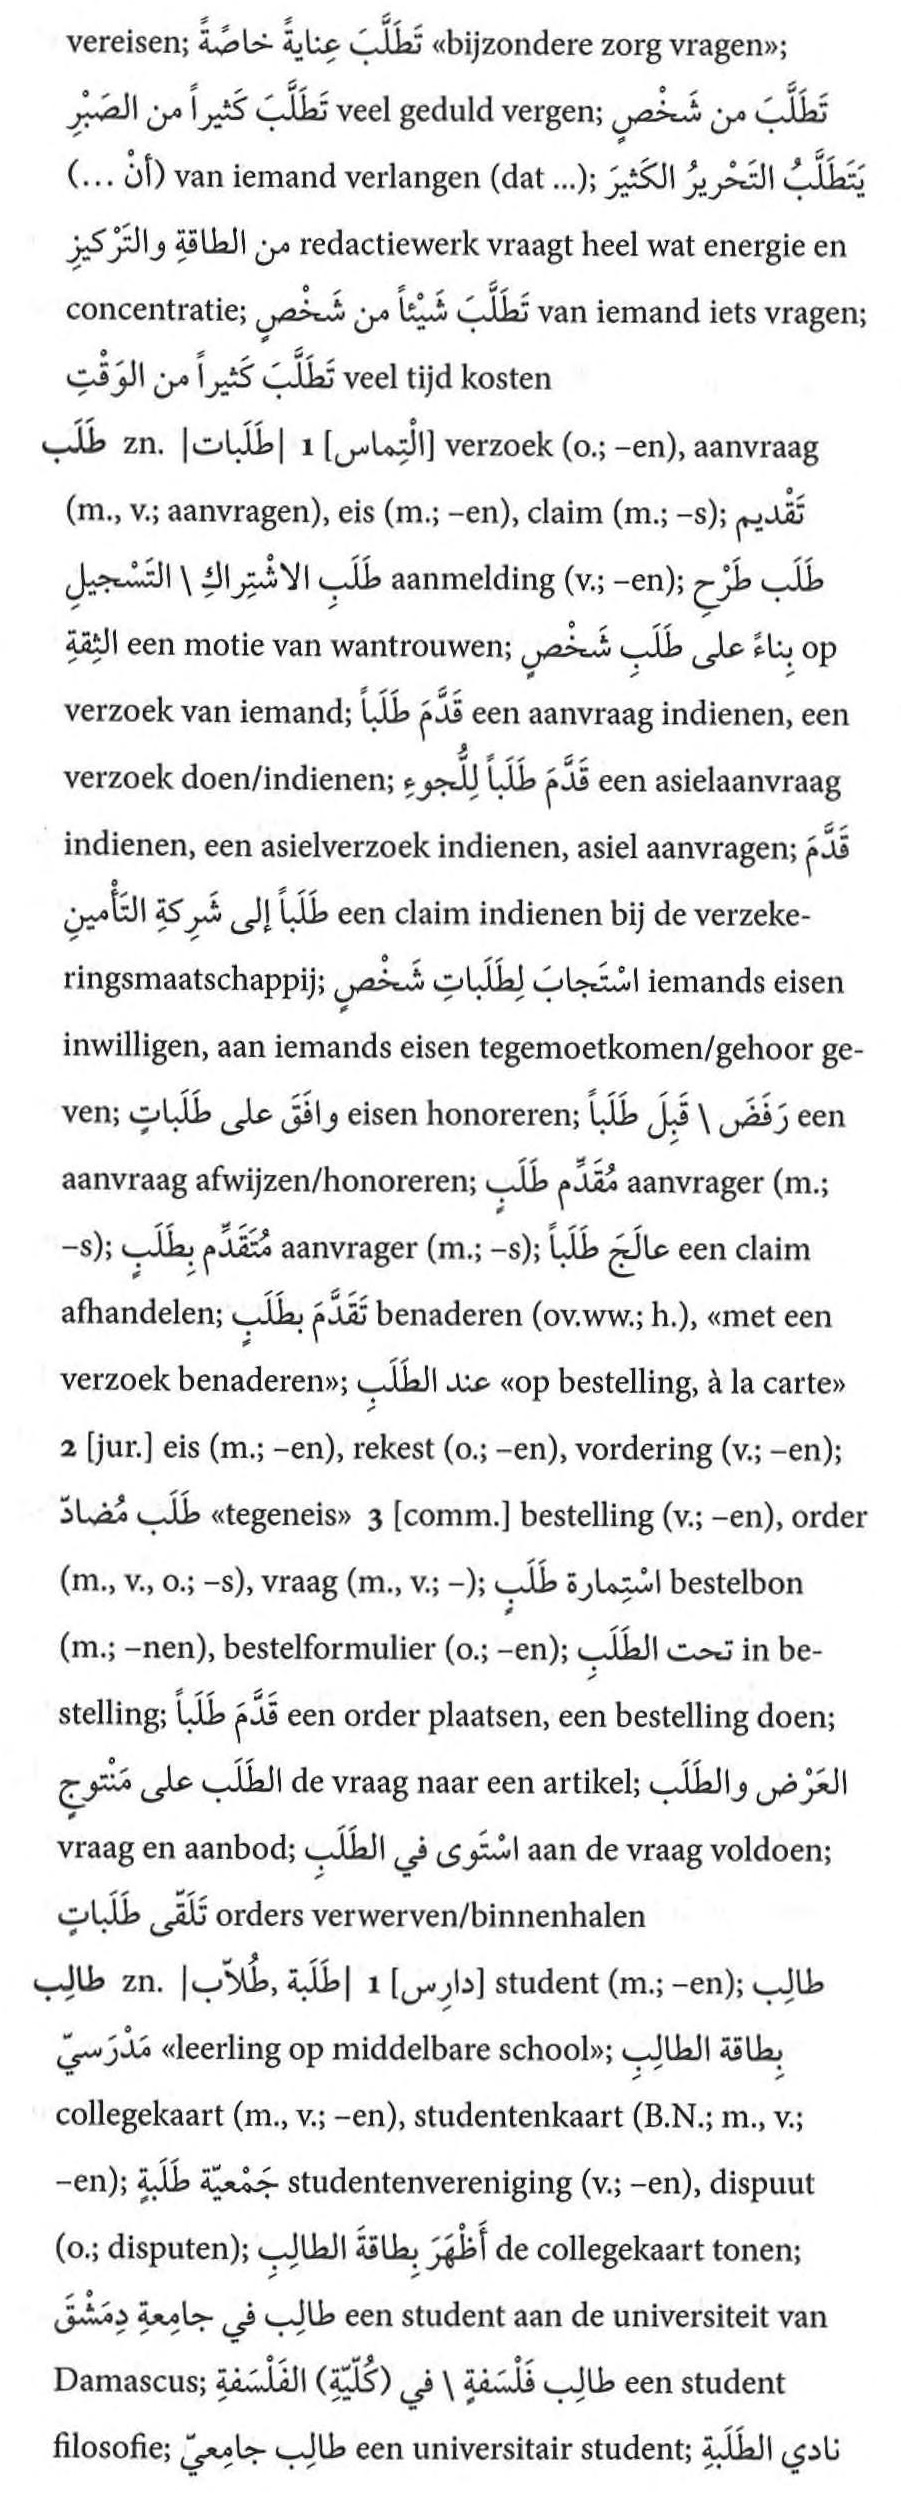 vereisen; تَطَلَّبَ عِنايةً خاصّةً «bijzondere zorg vragen»;
تَطَلَّبَ كَثيراً من الصَبْرِ veel geduld vergen; تَطَلَّبَ من شَخْصٍ
(أنْ ...) van iemand verlangen (dat ...); يَتَطَلَّبُ التَحْريرُ الكَثيرَ
من الطاقةِ والتَرْكيزِ redactiewerk vraagt heel wat energie en
concentratie; تَطَلَّبَ شَيْئاً من شَخْصٍ van iemand iets vragen;
تَطَلَّبَ كَثيراً من الوَقْتِ veel tijd kosten
طَلَب zn. |طَلَبات| 1 [الْتِماس] verzoek (o.; –en), aanvraag
(m., v.; aanvragen), eis (m.; –en), claim (m.; –s); تَقْديم
طَلَبِ الاشْتِراكِ \ التَسْجيلِ aanmelding (v.; –en); طَلَب طَرْحِ
الثِقةِ een motie van wantrouwen; بِناءً على طَلَبِ شَخْصٍ op
verzoek van iemand; قَدَّمَ طَلَباً een aanvraag indienen, een
verzoek doen/indienen; قَدَّمَ طَلَباً لِلُّجوءِ een asielaanvraag
indienen, een asielverzoek indienen, asiel aanvragen; قَدَّمَ
طَلَباً إلى شَرِكةِ التَأْمينِ een claim indienen bij de verzeke-
ringsmaatschappij; اسْتَجابَ لِطَلَباتِ شَخْصٍ iemands eisen
inwilligen, aan iemands eisen tegemoetkomen/gehoor ge-
ven; وافَقَ على طَلَباتٍ eisen honoreren; رَفَضَ \ قَبِلَ طَلَباً een
aanvraag afwijzen/honoreren; مُقَدِّم طَلَبٍ aanvrager (m.;
–s); مُتَقَدِّم بِطَلَبٍ aanvrager (m.; –s); عالَجَ طَلَباً een claim
afhandelen; تَقَدَّمَ بطَلَبٍ benaderen (ov.ww.; h.), «met een
verzoek benaderen»; عند الطَلَبِ «op bestelling, à la carte»
2 [jur.] eis (m.; –en), rekest (o.; –en), vordering (v.; –en);
طَلَب مُضادّ «tegeneis» 3 [comm.] bestelling (v.; –en), order
(m., v., o.; –s), vraag (m., v.; –); اسْتِمارة طَلَبٍ bestelbon
(m.; –nen), bestelformulier (o.; –en); تحت الطَلَبِ in be-
stelling; قَدَّمَ طَلَباً een order plaatsen, een bestelling doen;
الطَلَب على مَنْتوجٍ de vraag naar een artikel; العَرْض والطَلَب
vraag en aanbod; اسْتَوى في الطَلَبِ aan de vraag voldoen;
تَلَقّى طَلَباتٍ orders verwerven/binnenhalen
طالِب zn. |طَلَبة, طُلاّب| 1 [دارِس] student (m.; –en); طالِب
مَدْرَسيّ «leerling op middelbare school»; بِطاقة الطالِبِ
collegekaart (m., v.; –en), studentenkaart (B.N.; m., v.;
–en); جَمْعيّة طَلَبةٍ studentenvereniging (v.; –en), dispuut
(o.; disputen); أَظْهَرَ بِطاقةَ الطالِبِ de collegekaart tonen;
طالِب في جامِعةِ دِمَشْقَ een student aan de universiteit van
Damascus; طالِب فَلْسَفةٍ \ في (كُلّيّةِ) الفَلْسَفةِ een student
filosofie; طالِب جامِعيّ een universitair student; نادي الطَلَبةِ